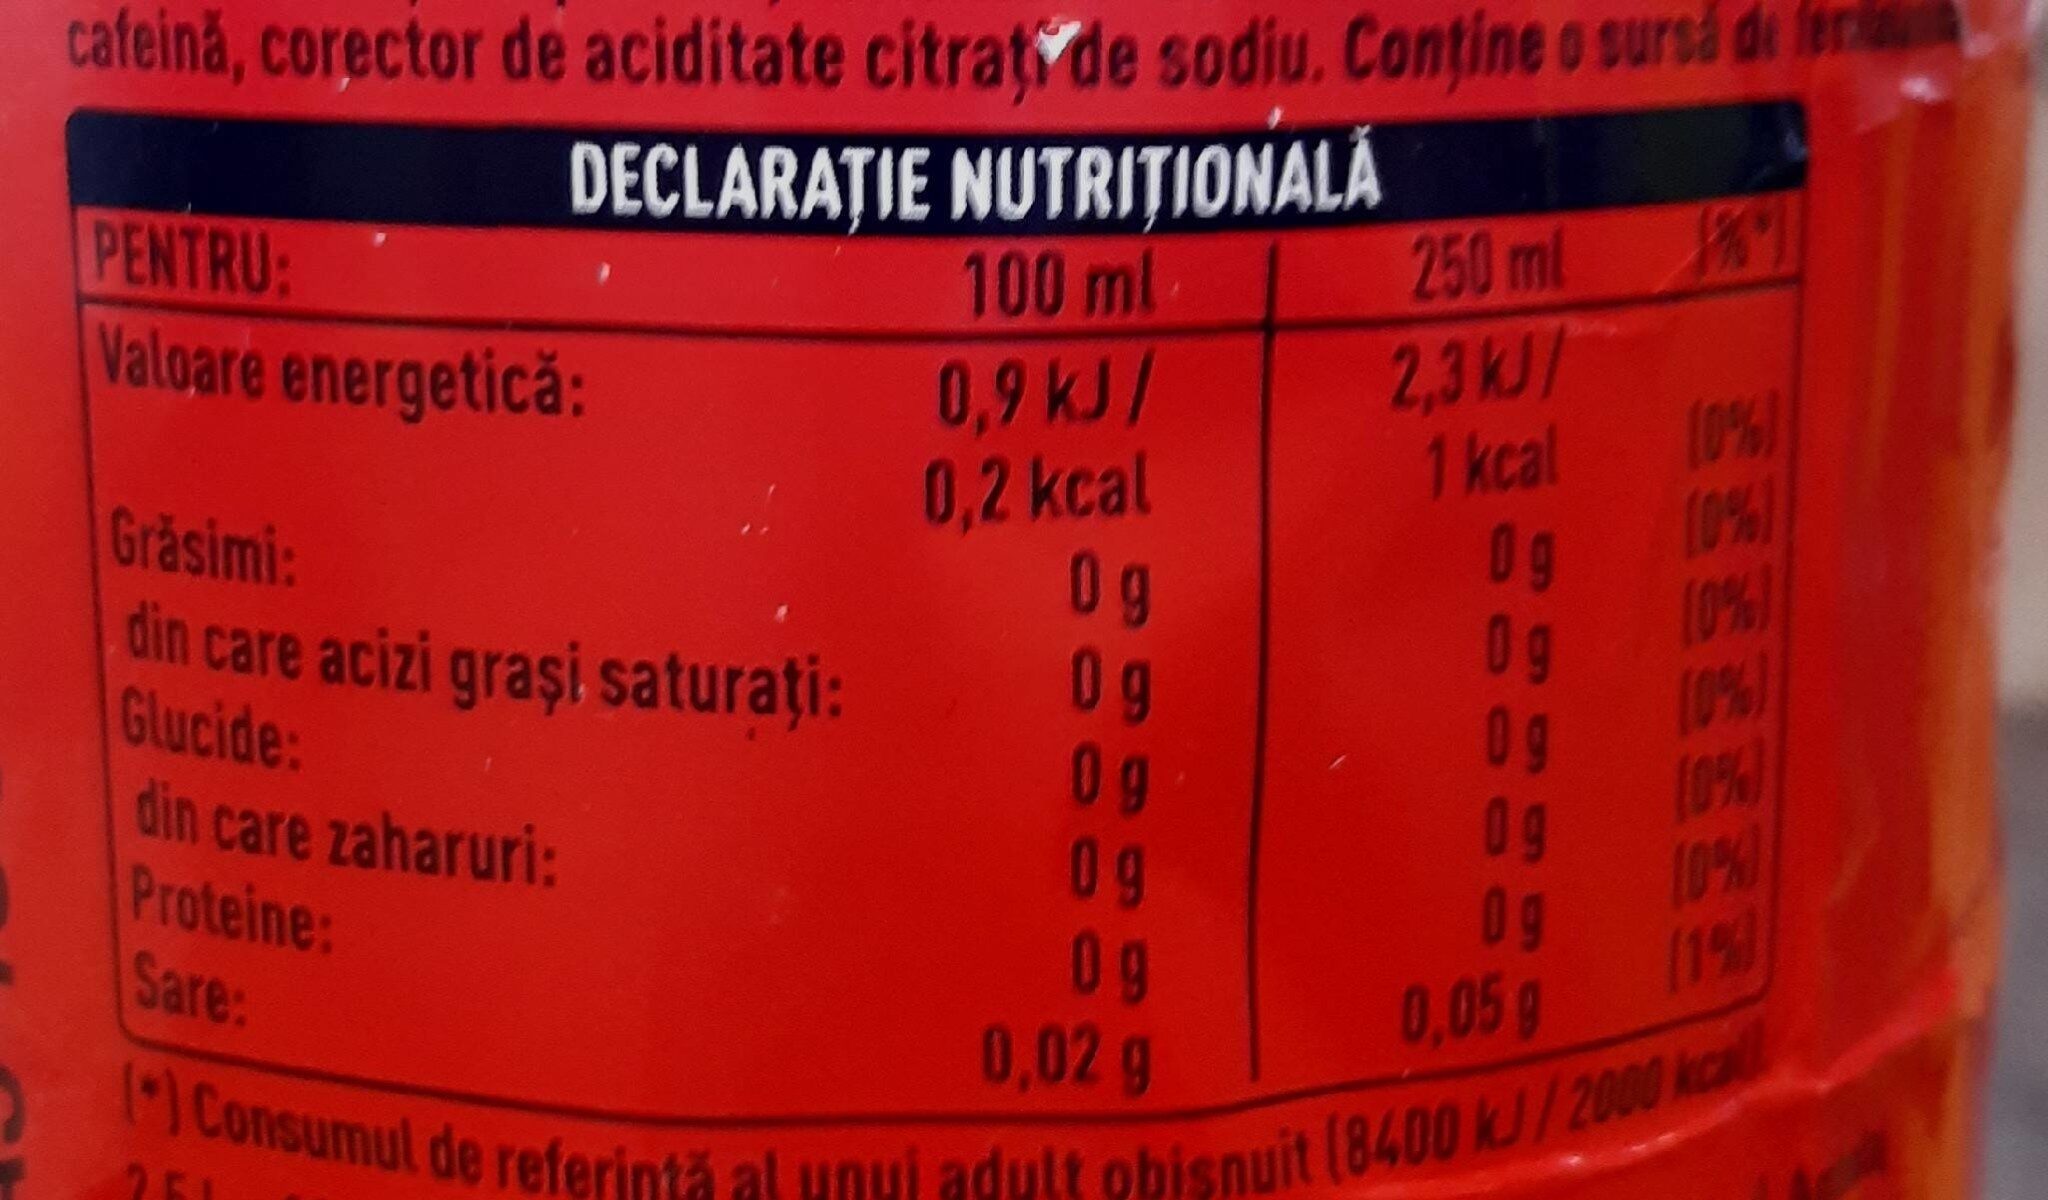 cafeină, corector de aciditate citrați de sodiu. Conține o sursă de
DECLARAȚIE NUTRIȚIONALĂ
PENTRU: 100 ml 250 ml (%*)
Valoare energetică: 0,9 kJ / 2,3 kJ /
0,2 kcal 1 kcal (0%)
Grăsimi: 0 g 0 g (0%)
din care acizi grași saturați: 0 g 0 g (0%)
Glucide: 0 g 0 g (0%)
din care zaharuri: 0 g 0 g (0%)
Proteine: 0 g 0 g (0%)
Sare: 0,02 g 0,05 g (1%)
(*) Consumul de referință al unui adult obișnuit (8400 kJ / 2000 kcal)